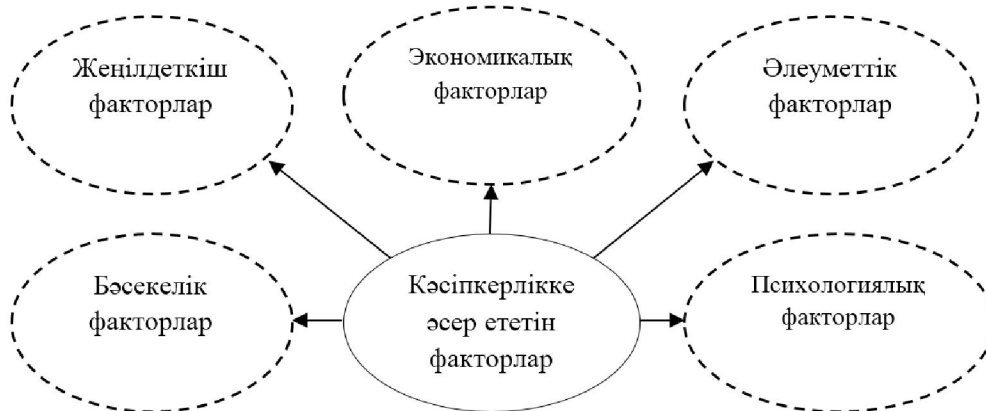 Жеңілдеткіш
факторлар
Экономикалық
факторлар
Әлеуметтік
факторлар
Бәсекелік
факторлар
Кәсіпкерлікке
әсер ететін
факторлар
Психологиялық
факторлар